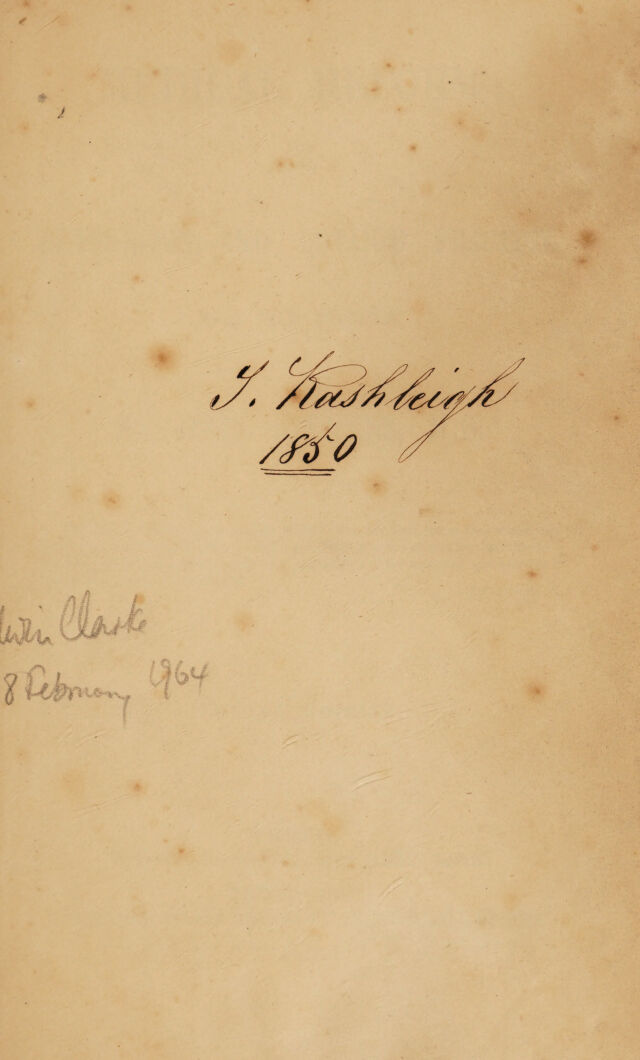 J. Rashleigh
1850
Clarke
8 February 1964